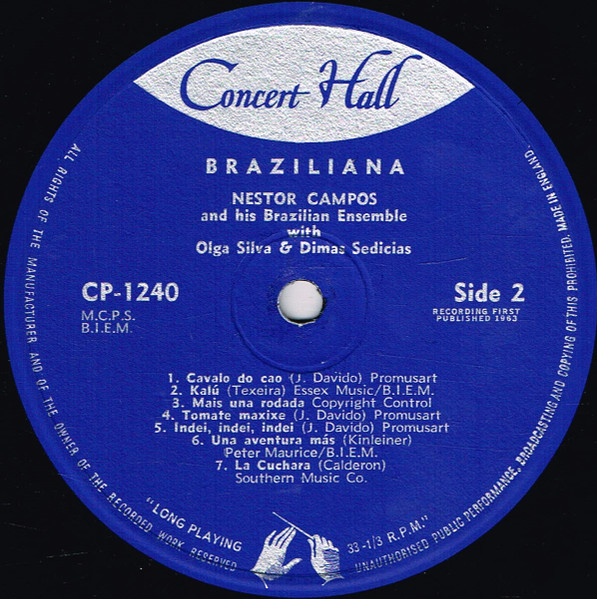 Concert Hall
BRAZILIANA
NESTOR CAMPOS
and his Brazilian Ensemble
with
Olga Silva & Dimas Sedicias
CP-1240
M.C.P.S.
B.I.E.M.
Side 2
RECORDING FIRST
PUBLISHED 1963
1. Cavalo do cao (J. Davido) Promusart
2. Kalú (Texeira) Essex Music/B.I.E.M.
3. Mais una rodada Copyright Control
4. Tomate maxixe (J. Davido) Promusart
5. Indei, indei, indei (J. Davido) Promusart
6. Una aventura más (Kinleiner)
Peter Maurice/B.I.E.M.
7. La Cuchara (Calderon)
Southern Music Co.
"LONG PLAYING
33-1/3 R.P.M."
ALL RIGHTS OF THE MANUFACTURER AND OF THE OWNER OF THE RECORDED WORK RESERVED
UNAUTHORISED PUBLIC PERFORMANCE, BROADCASTING AND COPYING OF THIS PROHIBITED. MADE IN ENGLAND.